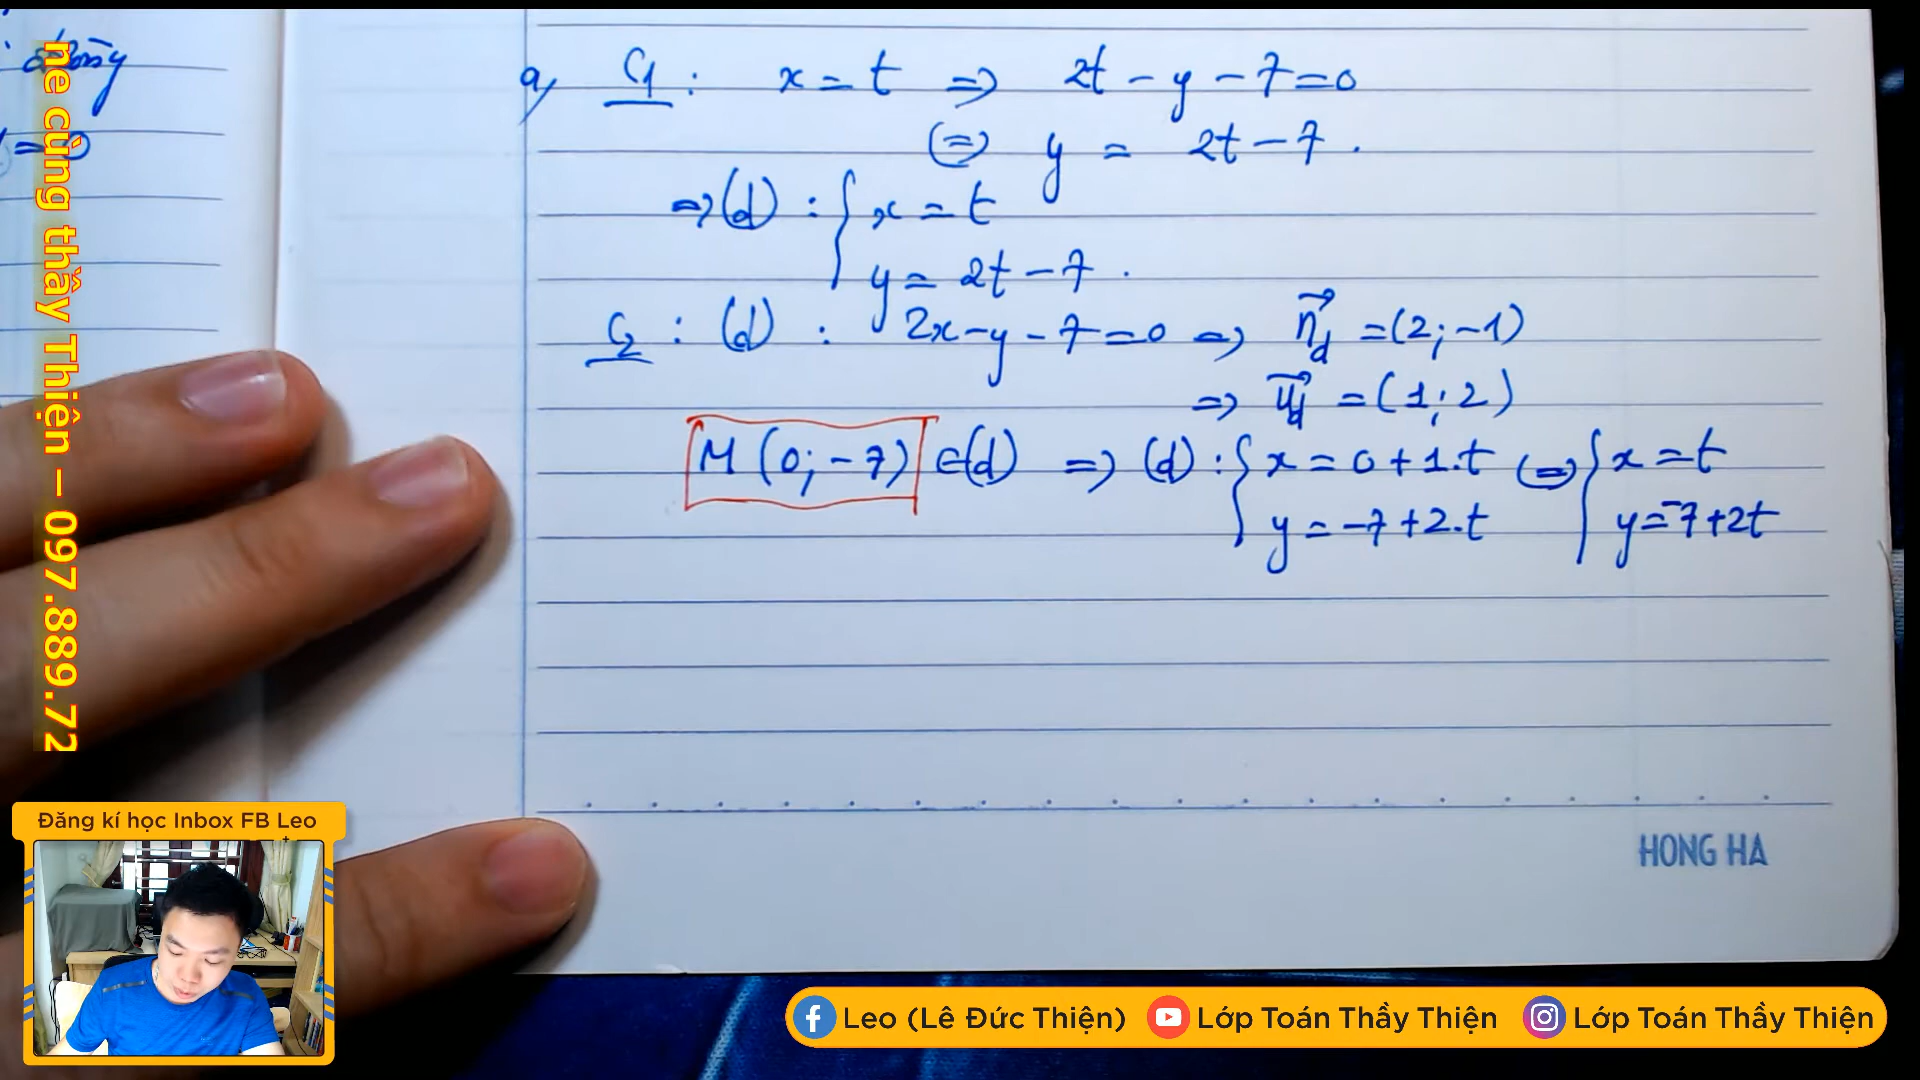 a, C1 : x = t => 2t - y - 7 = 0
(=) y = 2t - 7 .
=> (d) : { x = t
y = 2t - 7 .
C2 : (d) : 2x - y - 7 = 0 => n⃗d = (2; -1)
=> u⃗d = (1; 2)
M (0; -7) ∈ (d) => (d) : { x = 0 + 1.t (=) { x = t
y = -7 + 2.t y = -7 + 2t
= 0
HONG HA
cùng thầy Thiện – 097.889.72
Đăng kí học Inbox FB Leo
Leo (Lê Đức Thiện) Lớp Toán Thầy Thiện Lớp Toán Thầy Thiện